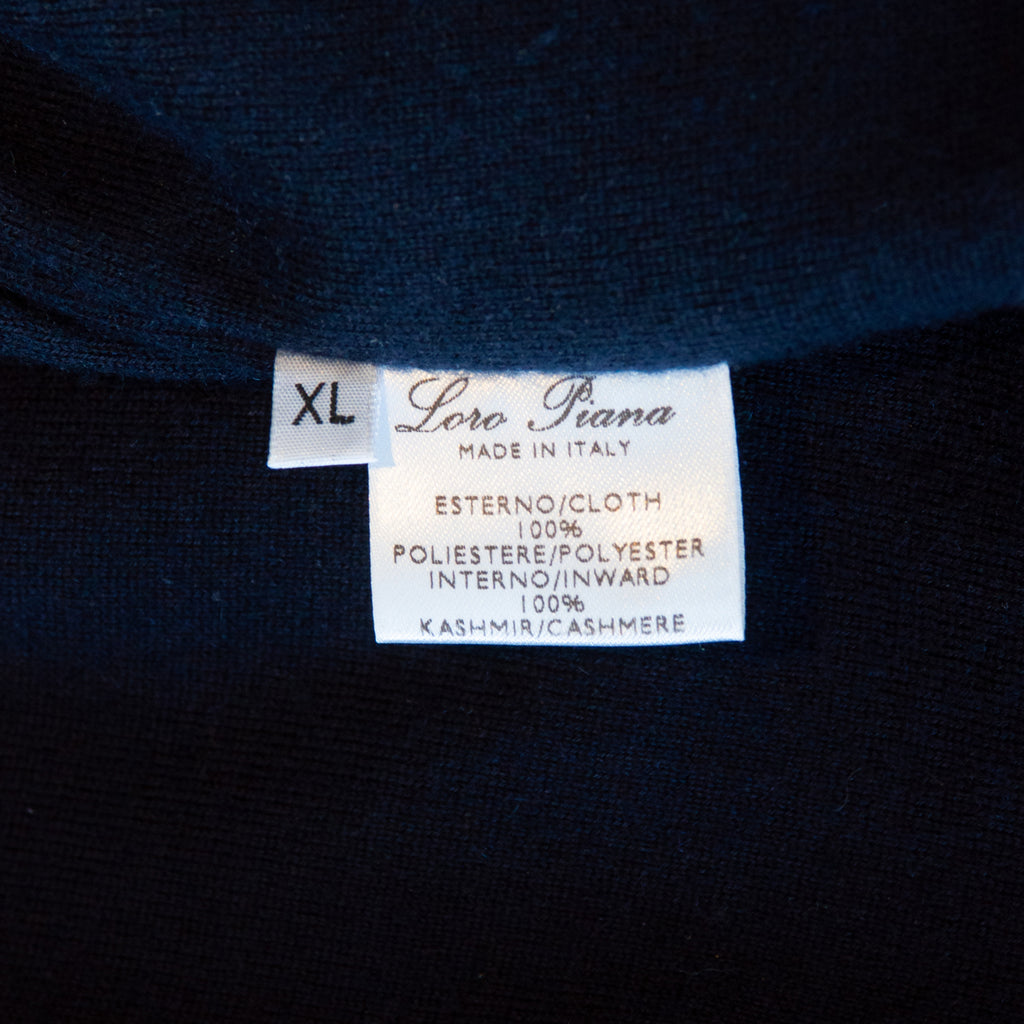 XL
Loro Piana
MADE IN ITALY
ESTERNO/CLOTH
100%
POLIESTERE/POLYESTER
INTERNO/INWARD
100%
KASHMIR/CASHMERE